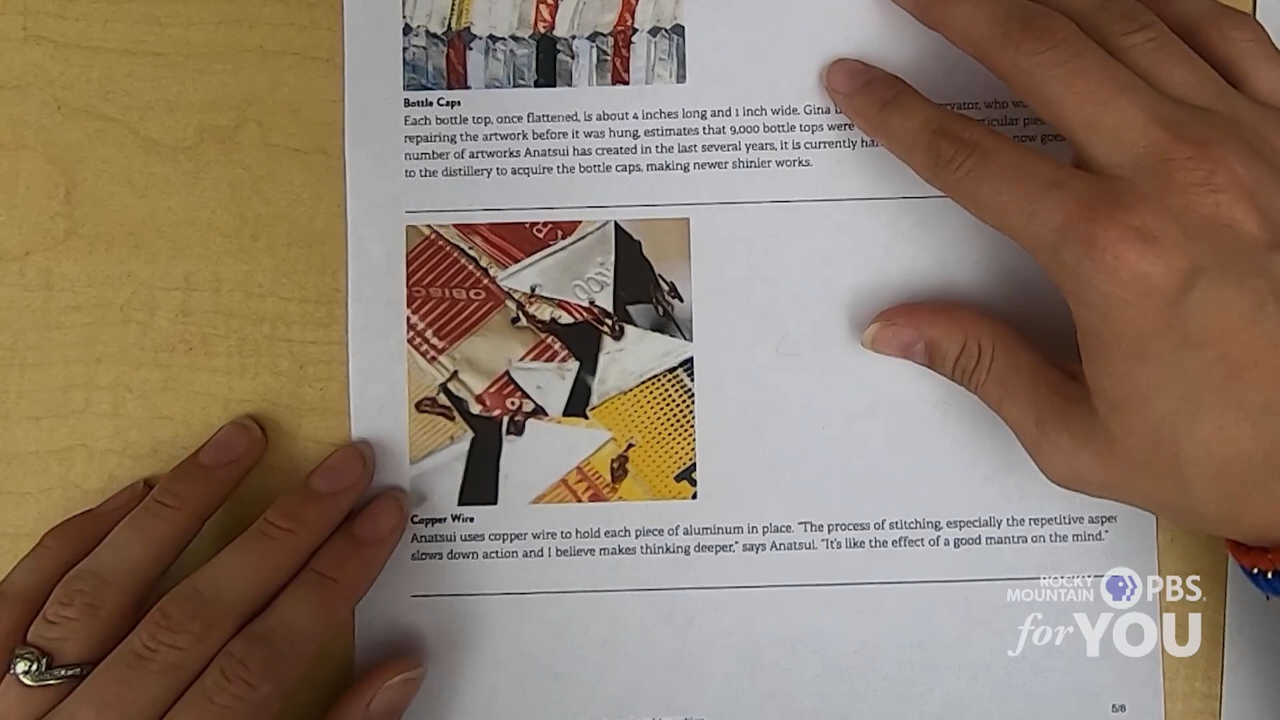 Bottle Caps
Each bottle top, once flattened, is about 4 inches long and 1 inch wide. Gina
repairing the artwork before it was hung, estimates that 9,000 bottle tops were
number of artworks Anatsui has created in the last several years, it is currently now goes
to the distillery to acquire the bottle caps, making newer shinier works.
OBISO
Copper Wire
Anatsui uses copper wire to hold each piece of aluminum in place. "The process of stitching, especially the repetitive
slows down action and I believe makes thinking deeper," says Anatsui. "It's like the effect of a good mantra on the mind."
ROCKY
MOUNTAIN PBS.
for YOU
5/8